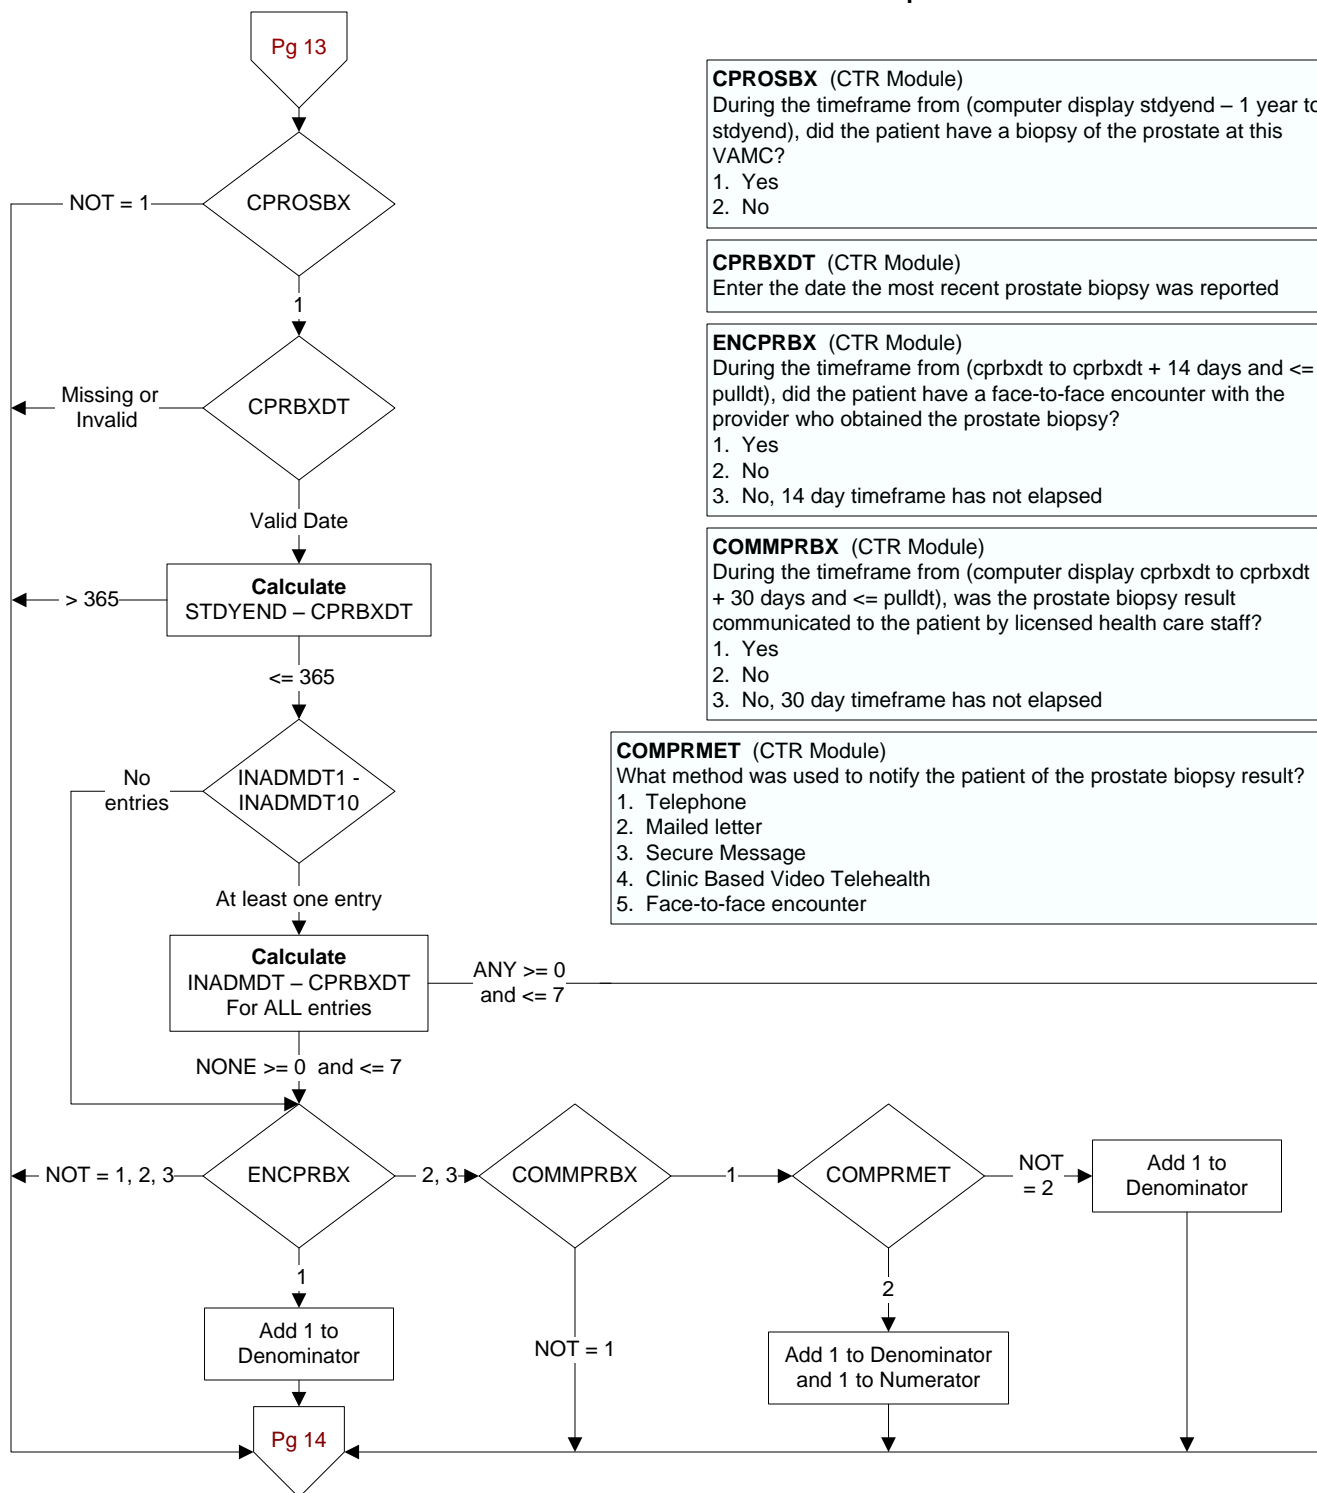 Pg 13
CPROSBX (CTR Module)
During the timeframe from (computer display stdyend – 1 year to
stdyend), did the patient have a biopsy of the prostate at this
VAMC?
1. Yes
2. No
CPROSBX
NOT = 1
1
CPRBXDT (CTR Module)
Enter the date the most recent prostate biopsy was reported
ENCPRBX (CTR Module)
During the timeframe from (cprbxdt to cprbxdt + 14 days and <=
pulldt), did the patient have a face-to-face encounter with the
provider who obtained the prostate biopsy?
1. Yes
2. No
3. No, 14 day timeframe has not elapsed
Missing or
Invalid
CPRBXDT
Valid Date
COMMPRBX (CTR Module)
During the timeframe from (computer display cprbxdt to cprbxdt
+ 30 days and <= pulldt), was the prostate biopsy result
communicated to the patient by licensed health care staff?
1. Yes
2. No
3. No, 30 day timeframe has not elapsed
> 365
Calculate
STDYEND – CPRBXDT
<= 365
COMPRMET (CTR Module)
What method was used to notify the patient of the prostate biopsy result?
1. Telephone
2. Mailed letter
3. Secure Message
4. Clinic Based Video Telehealth
5. Face-to-face encounter
No
entries
INADMDT1 -
INADMDT10
At least one entry
Calculate
INADMDT – CPRBXDT
For ALL entries
ANY >= 0
and <= 7
NONE >= 0 and <= 7
NOT = 1, 2, 3
ENCPRBX
2, 3
COMMPRBX
1
COMPRMET
NOT
= 2
Add 1 to
Denominator
1
2
Add 1 to
Denominator
NOT = 1
Add 1 to Denominator
and 1 to Numerator
Pg 14